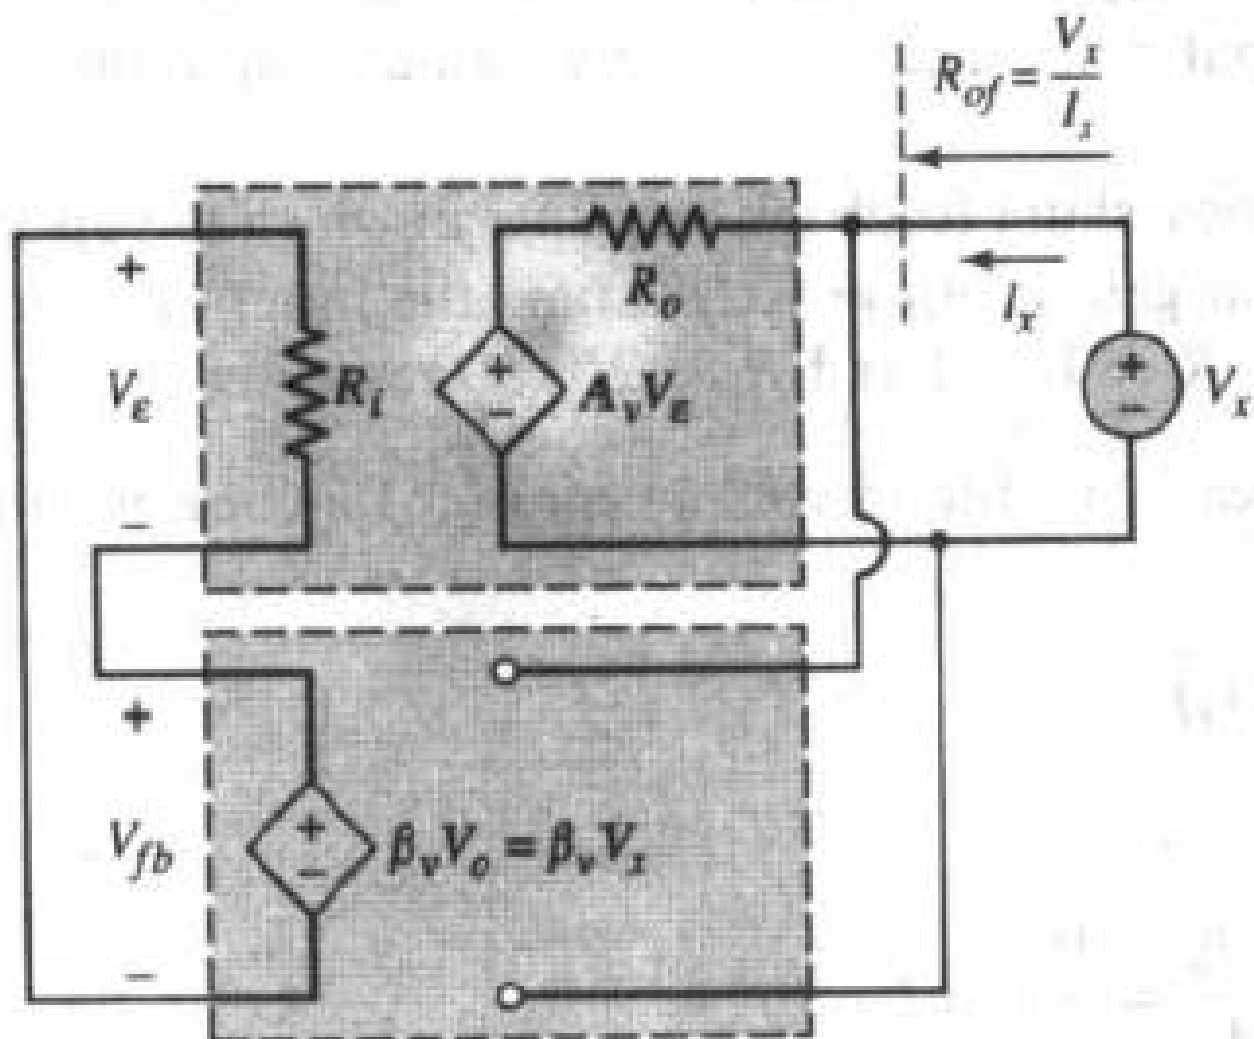 R_of = V_x / I_x
+
R_o
I_x
V_ε
R_i
+
−
A_v V_ε
+
−
V_x
−
+
V_fb
+
−
β_v V_o = β_v V_x
−